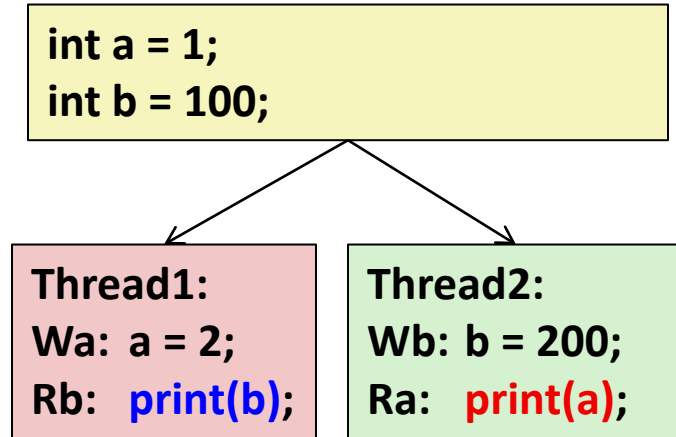 int a = 1;
int b = 100;
Thread1:
Wa: a = 2;
Rb: print(b);
Thread2:
Wb: b = 200;
Ra: print(a);